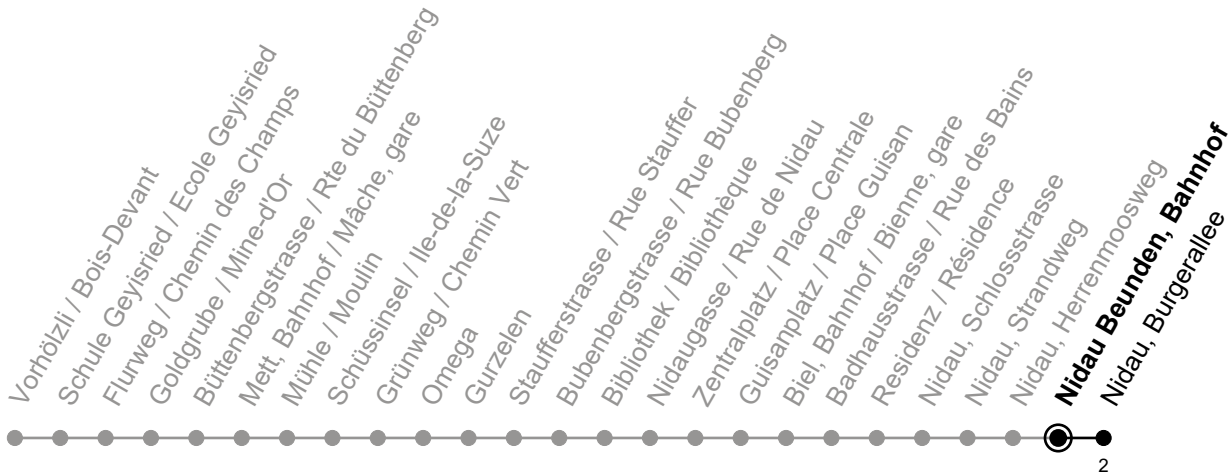 Vorhölzli / Bois-Devant
Schule Geyisried / Ecole Geyisried
Flurweg / Chemin des Champs
Goldgrube / Mine-d'Or
Büttenbergstrasse / Rte du Büttenberg
Mett, Bahnhof / Mâche, gare
Mühle / Moulin
Schüssinsel / Ile-de-la-Suze
Grünweg / Chemin Vert
Omega
Gurzelen
Staufferstrasse / Rue Stauffer
Bubenbergstrasse / Rue Bubenberg
Bibliothek / Bibliothèque
Nidaugasse / Rue de Nidau
Zentralplatz / Place Centrale
Guisanplatz / Place Guisan
Biel, Bahnhof / Bienne, gare
Badhausstrasse / Rue des Bains
Residenz / Résidence
Nidau, Schlossstrasse
Nidau, Strandweg
Nidau, Herrenmoosweg
Nidau Beunden, Bahnhof
Nidau, Burgerallee
2